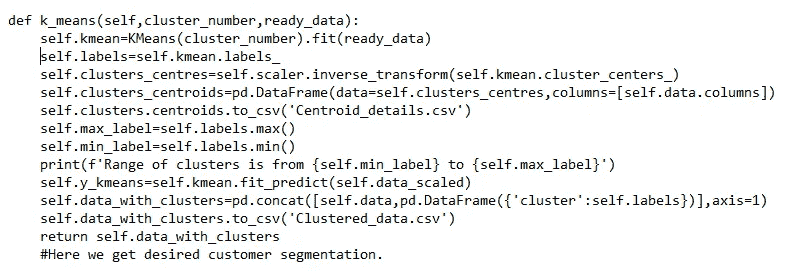 def k_means(self,cluster_number,ready_data):
self.kmean=KMeans(cluster_number).fit(ready_data)
self.labels=self.kmean.labels_
self.clusters_centres=self.scaler.inverse_transform(self.kmean.cluster_centers_)
self.clusters_centroids=pd.DataFrame(data=self.clusters_centres,columns=[self.data.columns])
self.clusters.centroids.to_csv('Centroid_details.csv')
self.max_label=self.labels.max()
self.min_label=self.labels.min()
print(f'Range of clusters is from {self.min_label} to {self.max_label}')
self.y_kmeans=self.kmean.fit_predict(self.data_scaled)
self.data_with_clusters=pd.concat([self.data,pd.DataFrame({'cluster':self.labels})],axis=1)
self.data_with_clusters.to_csv('Clustered_data.csv')
return self.data_with_clusters
#Here we get desired customer segmentation.